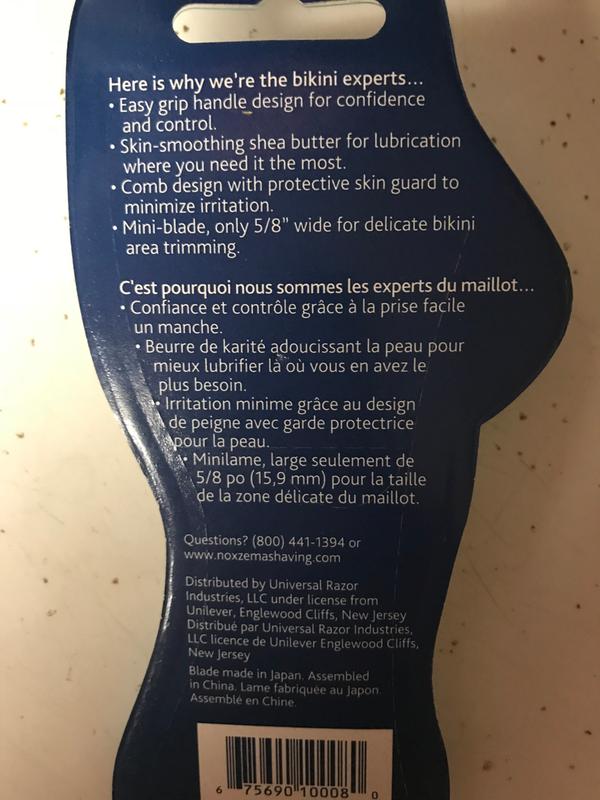 Here is why we're the bikini experts...
• Easy grip handle design for confidence
and control.
• Skin-smoothing shea butter for lubrication
where you need it the most.
• Comb design with protective skin guard to
minimize irritation.
• Mini-blade, only 5/8" wide for delicate bikini
area trimming.
C'est pourquoi nous sommes les experts du maillot...
• Confiance et contrôle grâce à la prise facile
un manche.
• Beurre de karité adoucissant la peau pour
mieux lubrifier là où vous en avez le
plus besoin.
• Irritation minime grâce au design
de peigne avec garde protectrice
pour la peau.
• Minilame, large seulement de
5/8 po (15,9 mm) pour la taille
de la zone délicate du maillot.
Questions? (800) 441-1394 or
www.noxzemashaving.com
Distributed by Universal Razor
Industries, LLC under license from
Unilever, Englewood Cliffs, New Jersey
Distribué par Universal Razor Industries,
LLC licence de Unilever Englewood Cliffs,
New Jersey
Blade made in Japan. Assembled
in China. Lame fabriquée au Japon.
Assemblé en Chine.
6 75690 10008 0